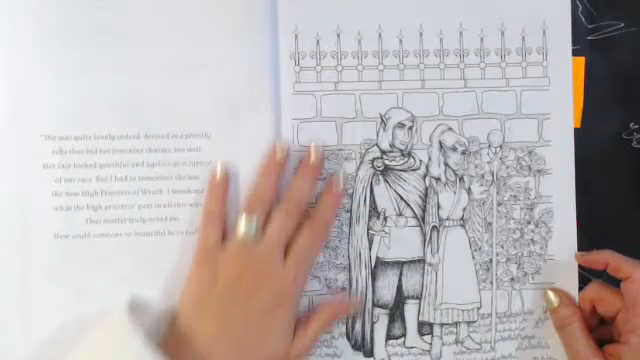 "She was quite lovely indeed, dressed in a priestly
robe that hid her feminine charms, too well.
Her face looked youthful and ageless as is typical
of our race. But I had to remember she was
the new High Priestess of Wrath. I wondered
what the high priestess' part in all this was.
That matter truly vexed me.
How could someone so beautiful be so